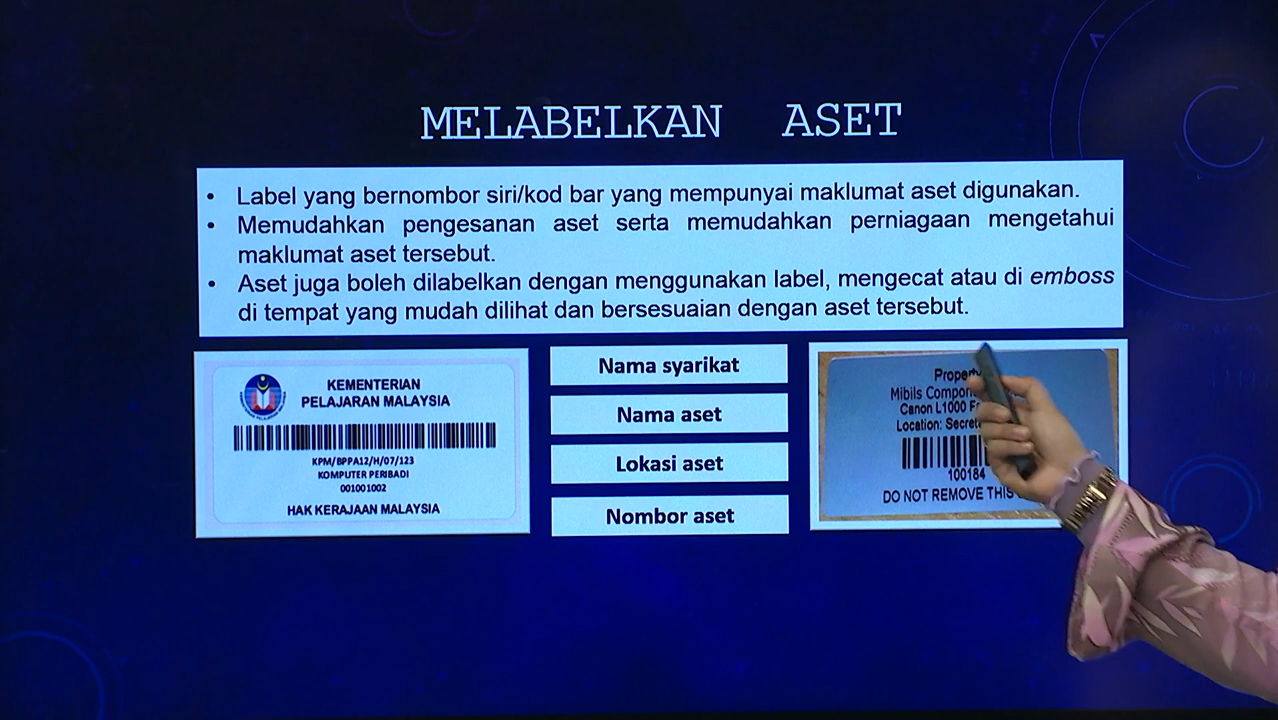 MELABELKAN ASET
• Label yang bernombor siri/kod bar yang mempunyai maklumat aset digunakan.
• Memudahkan pengesanan aset serta memudahkan perniagaan mengetahui
maklumat aset tersebut.
• Aset juga boleh dilabelkan dengan menggunakan label, mengecat atau di emboss
di tempat yang mudah dilihat dan bersesuaian dengan aset tersebut.
KEMENTERIAN
PELAJARAN MALAYSIA
KPM/BPPA12/H/07/123
KOMPUTER PERIBADI
001001002
HAK KERAJAAN MALAYSIA
Nama syarikat
Nama aset
Lokasi aset
Nombor aset
Mibils
Canon L1000
Location:
100184
DO NOT REMOVE THIS